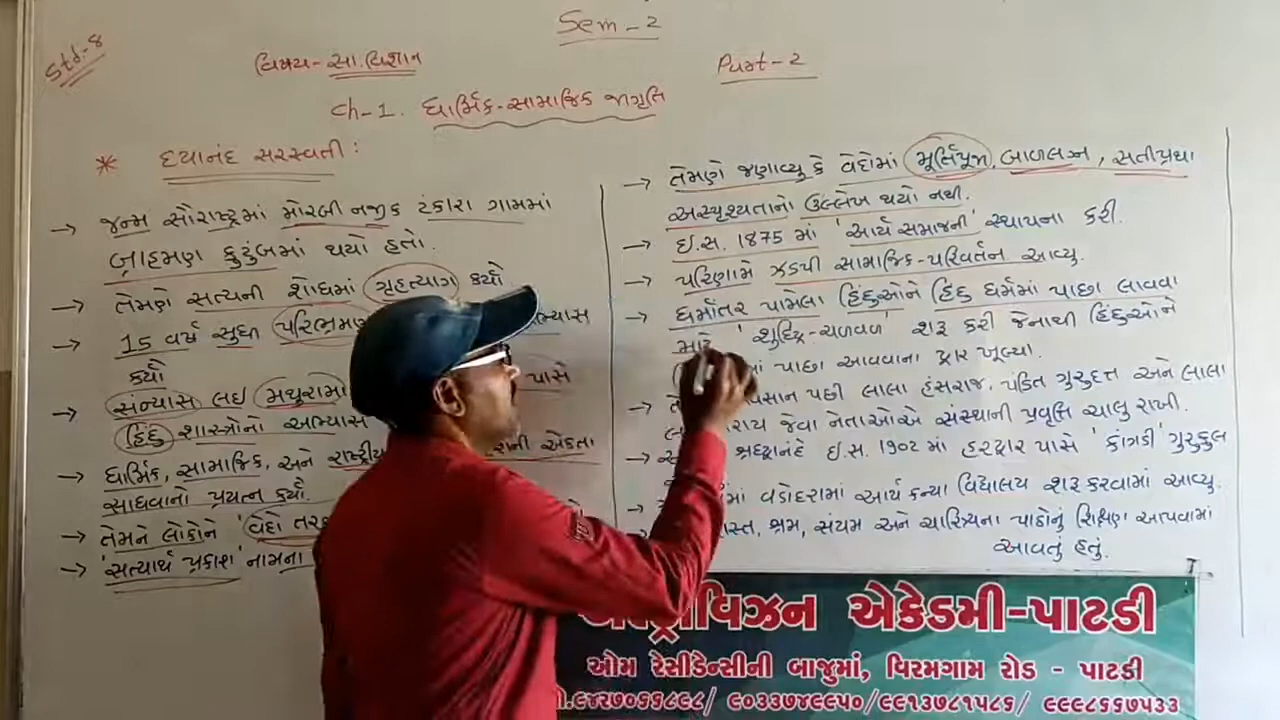 Std-8
Sem - 2
વિષય - સા.વિજ્ઞાન
Part - 2
Ch-1. ધાર્મિક-સામાજિક જાગૃતિ
* દયાનંદ સરસ્વતી :
→ જન્મ સૌરાષ્ટ્રમાં મોરબી નજીક ટંકારા ગામમાં
બ્રાહ્મણ કુટુંબમાં થયો હતો.
→ તેમણે સત્યની શોધમાં ગૃહત્યાગ કર્યો
→ 15 વર્ષ સુધી પરિભ્રમણ
કર્યો
→ સંન્યાસ લઇ મથુરામાં પાસે
હિંદુ શાસ્ત્રોનો અભ્યાસ
→ ધાર્મિક, સામાજિક, અને રાષ્ટ્રીય એકતા
સાધવાનો પ્રયત્ન કર્યો.
→ તેમને લોકોને 'વેદો તરફ
→ 'સત્યાર્થ પ્રકાશ' નામના
→ તેમણે જણાવ્યુ કે વેદોમાં મૂર્તિપૂજા, બાળલગ્ન, સતીપ્રથા
અસ્પૃશ્યતાનો ઉલ્લેખ થયો નથી.
→ ઇ.સ. 1875 માં 'આર્ય સમાજની' સ્થાપના કરી.
→ પરિણામે ઝડપી સામાજિક-પરિવર્તન આવ્યુ.
→ ધર્માંતર પામેલા હિંદુઓને હિંદુ ધર્મમાં પાછા લાવવા
માટે 'શુદ્ધિ-ચળવળ' શરૂ કરી જેનાથી હિંદુઓને
પાછા આવવાના દ્વાર ખૂલ્યા.
→ પછી લાલા હંસરાજ, પંડિત ગુરુદત્ત અને લાલા
જેવા નેતાઓએ સંસ્થાની પ્રવૃત્તિ ચાલુ રાખી.
→ શ્રદ્ધાનંદે ઇ.સ. ૧૯૦૨ માં હરદ્વાર પાસે 'કાંગડી' ગુરુકુલ
→ વડોદરામાં આર્ય કન્યા વિદ્યાલય શરૂ કરવામાં આવ્યુ.
→ શ્રમ, સંયમ અને ચારિત્ર્યના પાઠોનું શિક્ષણ આપવામાં
આવતું હતું.
એકેડમી-પાટડી
ઓમ રેસીડેન્સીની બાજુમાં, વિરમગામ રોડ - પાટડી